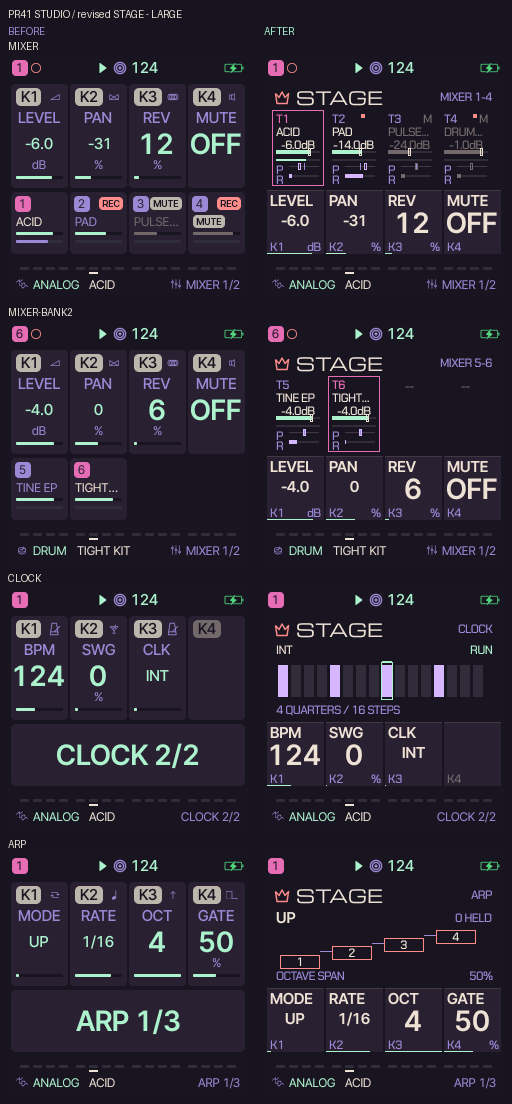 PR41 STUDIO / revised STAGE - LARGE
BEFORE AFTER
MIXER
1 124 1 124
K1 K2 K3 K4
LEVEL PAN REV MUTE
-6.0 -31 12 OFF
dB % %
1 2 REC 3 MUTE 4 REC
ACID PAD PULSE... MUTE
ANALOG ACID MIXER 1/2
STAGE MIXER 1-4
T1 T2 T3 M T4 M
ACID PAD PULSE... DRUM...
-6.0dB -14.0dB -24.0dB -1.0dB
P P P P
R R R R
LEVEL PAN REV MUTE
-6.0 -31 12 OFF
K1 dB K2 % K3 % K4
ANALOG ACID MIXER 1/2
MIXER-BANK2
6 124 6 124
K1 K2 K3 K4
LEVEL PAN REV MUTE
-4.0 0 6 OFF
dB % %
5 6
TINE EP TIGHT...
DRUM TIGHT KIT MIXER 1/2
STAGE MIXER 5-6
T5 T6 -- --
TINE EP TIGHT...
-4.0dB -4.0dB
P P
R R
LEVEL PAN REV MUTE
-4.0 0 6 OFF
K1 dB K2 % K3 % K4
DRUM TIGHT KIT MIXER 1/2
CLOCK
1 124 1 124
K1 K2 K3 K4
BPM SWG CLK
124 0 INT
%
CLOCK 2/2
ANALOG ACID CLOCK 2/2
STAGE CLOCK
INT RUN
4 QUARTERS / 16 STEPS
BPM SWG CLK
124 0 INT
K1 K2 % K3 K4
ANALOG ACID CLOCK 2/2
ARP
1 124 1 124
K1 K2 K3 K4
MODE RATE OCT GATE
UP 1/16 4 50
%
ARP 1/3
ANALOG ACID ARP 1/3
STAGE ARP
UP 0 HELD
1 2 3 4
OCTAVE SPAN 50%
MODE RATE OCT GATE
UP 1/16 4 50
K1 K2 K3 K4 %
ANALOG ACID ARP 1/3